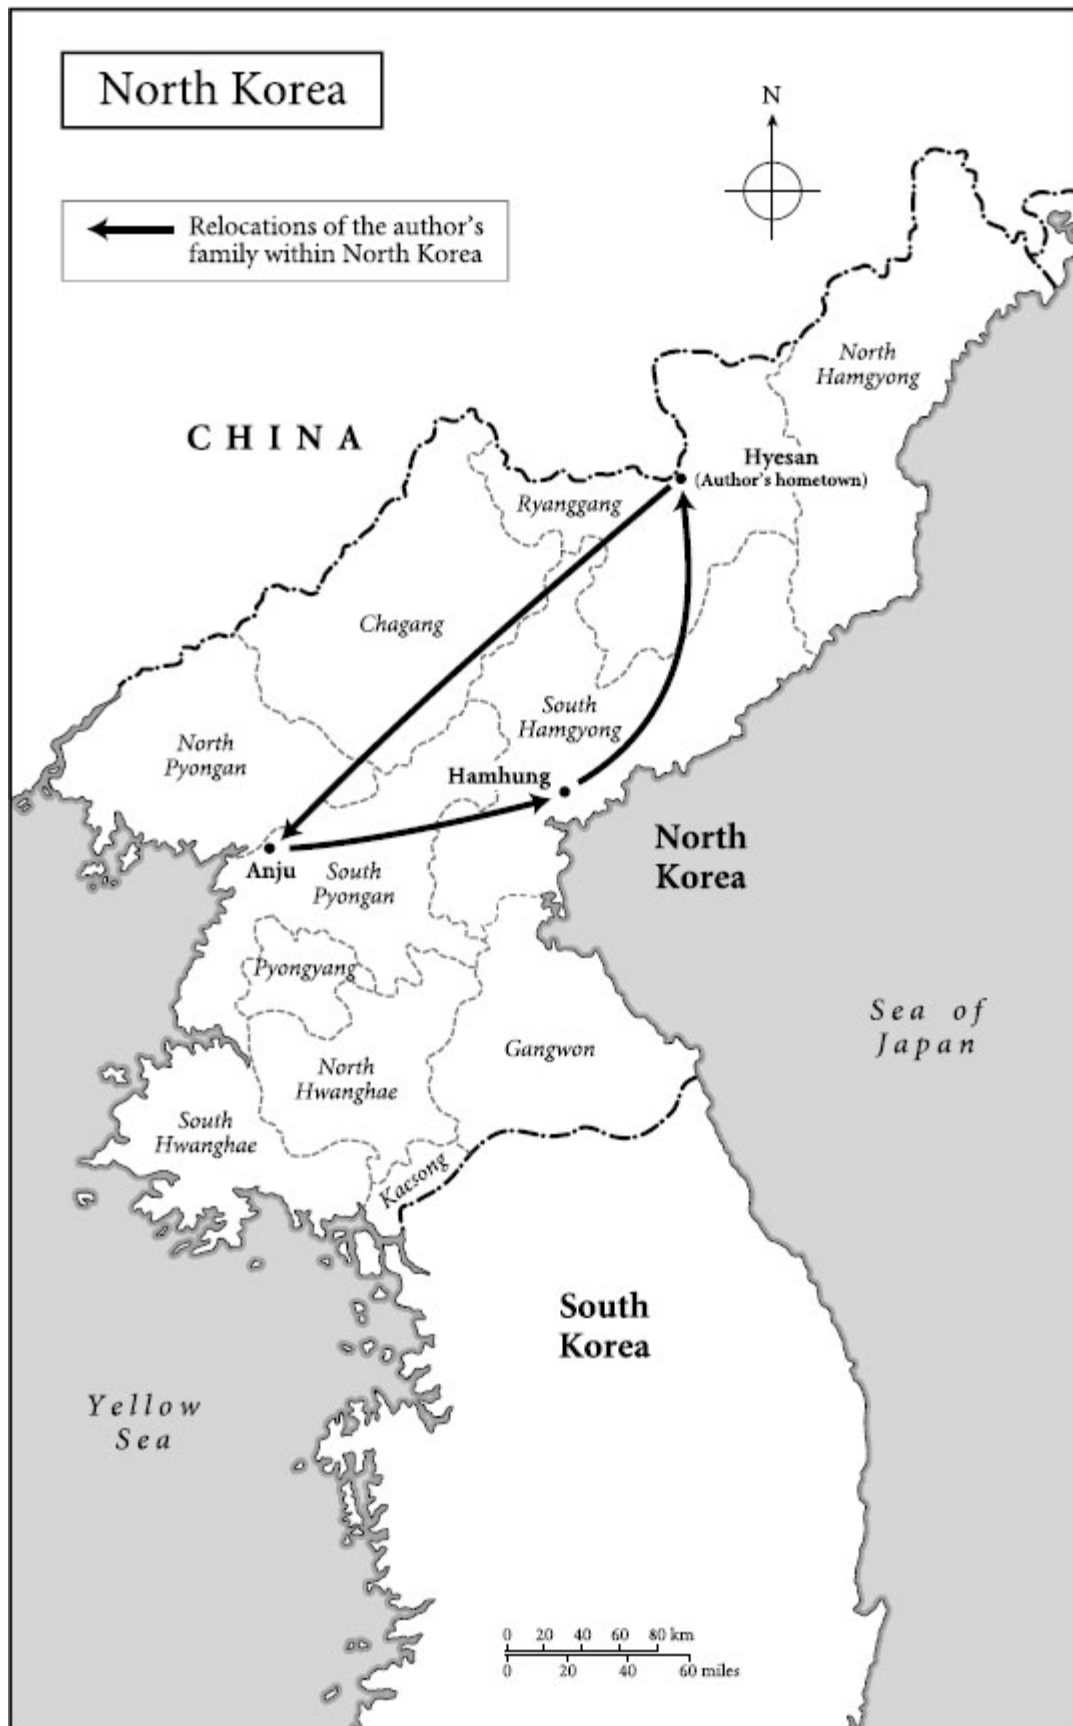 North Korea
Relocations of the author's
family within North Korea
N
CHINA
North
Hamgyong
Hyesan
(Author's hometown)
Ryanggang
Chagang
South
Hamgyong
North
Pyongan
Hamhung
North
Korea
Anju
South
Pyongan
Pyongyang
Sea of
Japan
Gangwon
North
Hwanghae
South
Hwanghae
Kaesong
South
Korea
Yellow
Sea
0 20 40 60 80 km
0 20 40 60 miles